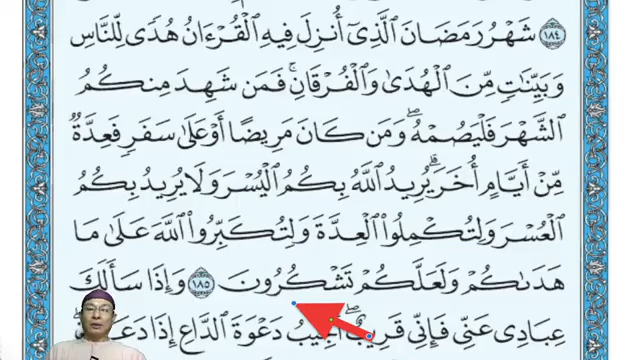 ﴿١٨٤﴾ شَهْرُ رَمَضَانَ ٱلَّذِىٓ أُنزِلَ فِيهِ ٱلْقُرْءَانُ هُدًى لِّلنَّاسِ
وَبَيِّنَـٰتٍ مِّنَ ٱلْهُدَىٰ وَٱلْفُرْقَانِ ۚ فَمَن شَهِدَ مِنكُمُ
ٱلشَّهْرَ فَلْيَصُمْهُ ۖ وَمَن كَانَ مَرِيضًا أَوْ عَلَىٰ سَفَرٍ فَعِدَّةٌ
مِّنْ أَيَّامٍ أُخَرَ ۗ يُرِيدُ ٱللَّهُ بِكُمُ ٱلْيُسْرَ وَلَا يُرِيدُ بِكُمُ
ٱلْعُسْرَ وَلِتُكْمِلُوا۟ ٱلْعِدَّةَ وَلِتُكَبِّرُوا۟ ٱللَّهَ عَلَىٰ مَا
هَدَىٰكُمْ وَلَعَلَّكُمْ تَشْكُرُونَ ﴿١٨٥﴾ وَإِذَا سَأَلَكَ
عِبَادِى عَنِّى فَإِنِّى قَرِيبٌ ۖ أُجِيبُ دَعْوَةَ ٱلدَّاعِ إِذَا